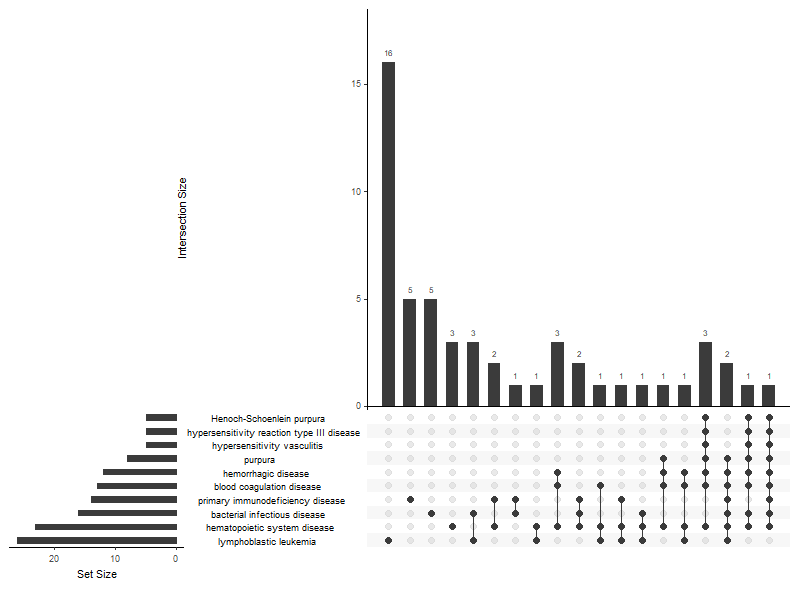 16
15
10
5
0
Intersection Size
5 5 3 3 2 1 1 3 2 1 1 1 1 1 3 2 1 1
Henoch-Schoenlein purpura
hypersensitivity reaction type III disease
hypersensitivity vasculitis
purpura
hemorrhagic disease
blood coagulation disease
primary immunodeficiency disease
bacterial infectious disease
hematopoietic system disease
lymphoblastic leukemia
20 10 0
Set Size